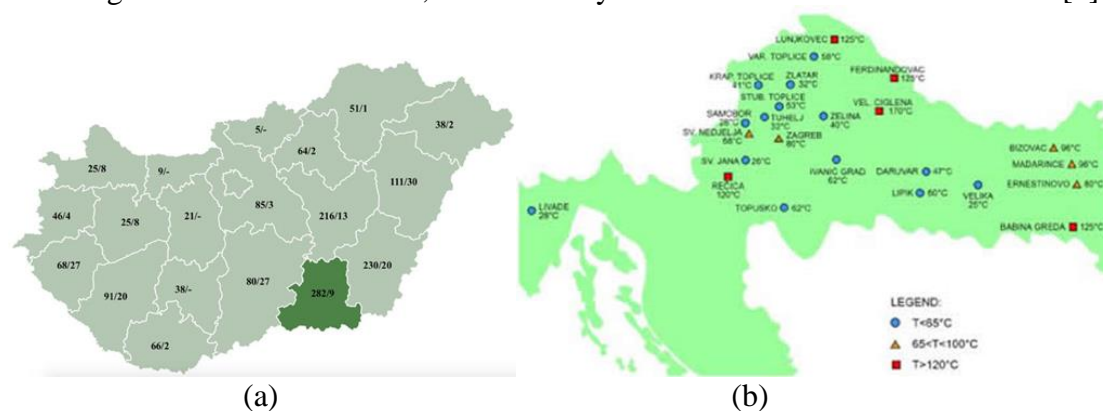 [
51/1
38/2
5/-
64/2
25/8
9/-
111/30
85/3
46/4
25/8
21/-
216/13
68/27
230/20
80/27
38/-
282/9
91/20
66/2
(a)
LUNJKOVEC 125°C
VAR. TOPLICE 58°C
FERDINANDOVAC
125°C
KRAP. TOPLICE
41°C
ZLATAR
32°C
STUB. TOPLICE
53°C
VEL. CIGLENA
170°C
SAMOBOR
28°C
TUHELJ
32°C
ZELINA
40°C
SV. NEDJELJA
68°C
ZAGREB
80°C
BIZOVAC 96°C
MADARINCE 96°C
SV. JANA 26°C
IVANIĆ GRAD
62°C
DARUVAR 47°C
ERNESTINOVO 80°C
REČICA
120°C
LIPIK 60°C
VELIKA
25°C
LIVADE
28°C
TOPUSKO 62°C
BABINA GREDA 125°C
LEGEND:
T<65°C
65<T<100°C
T>120°C
(b)